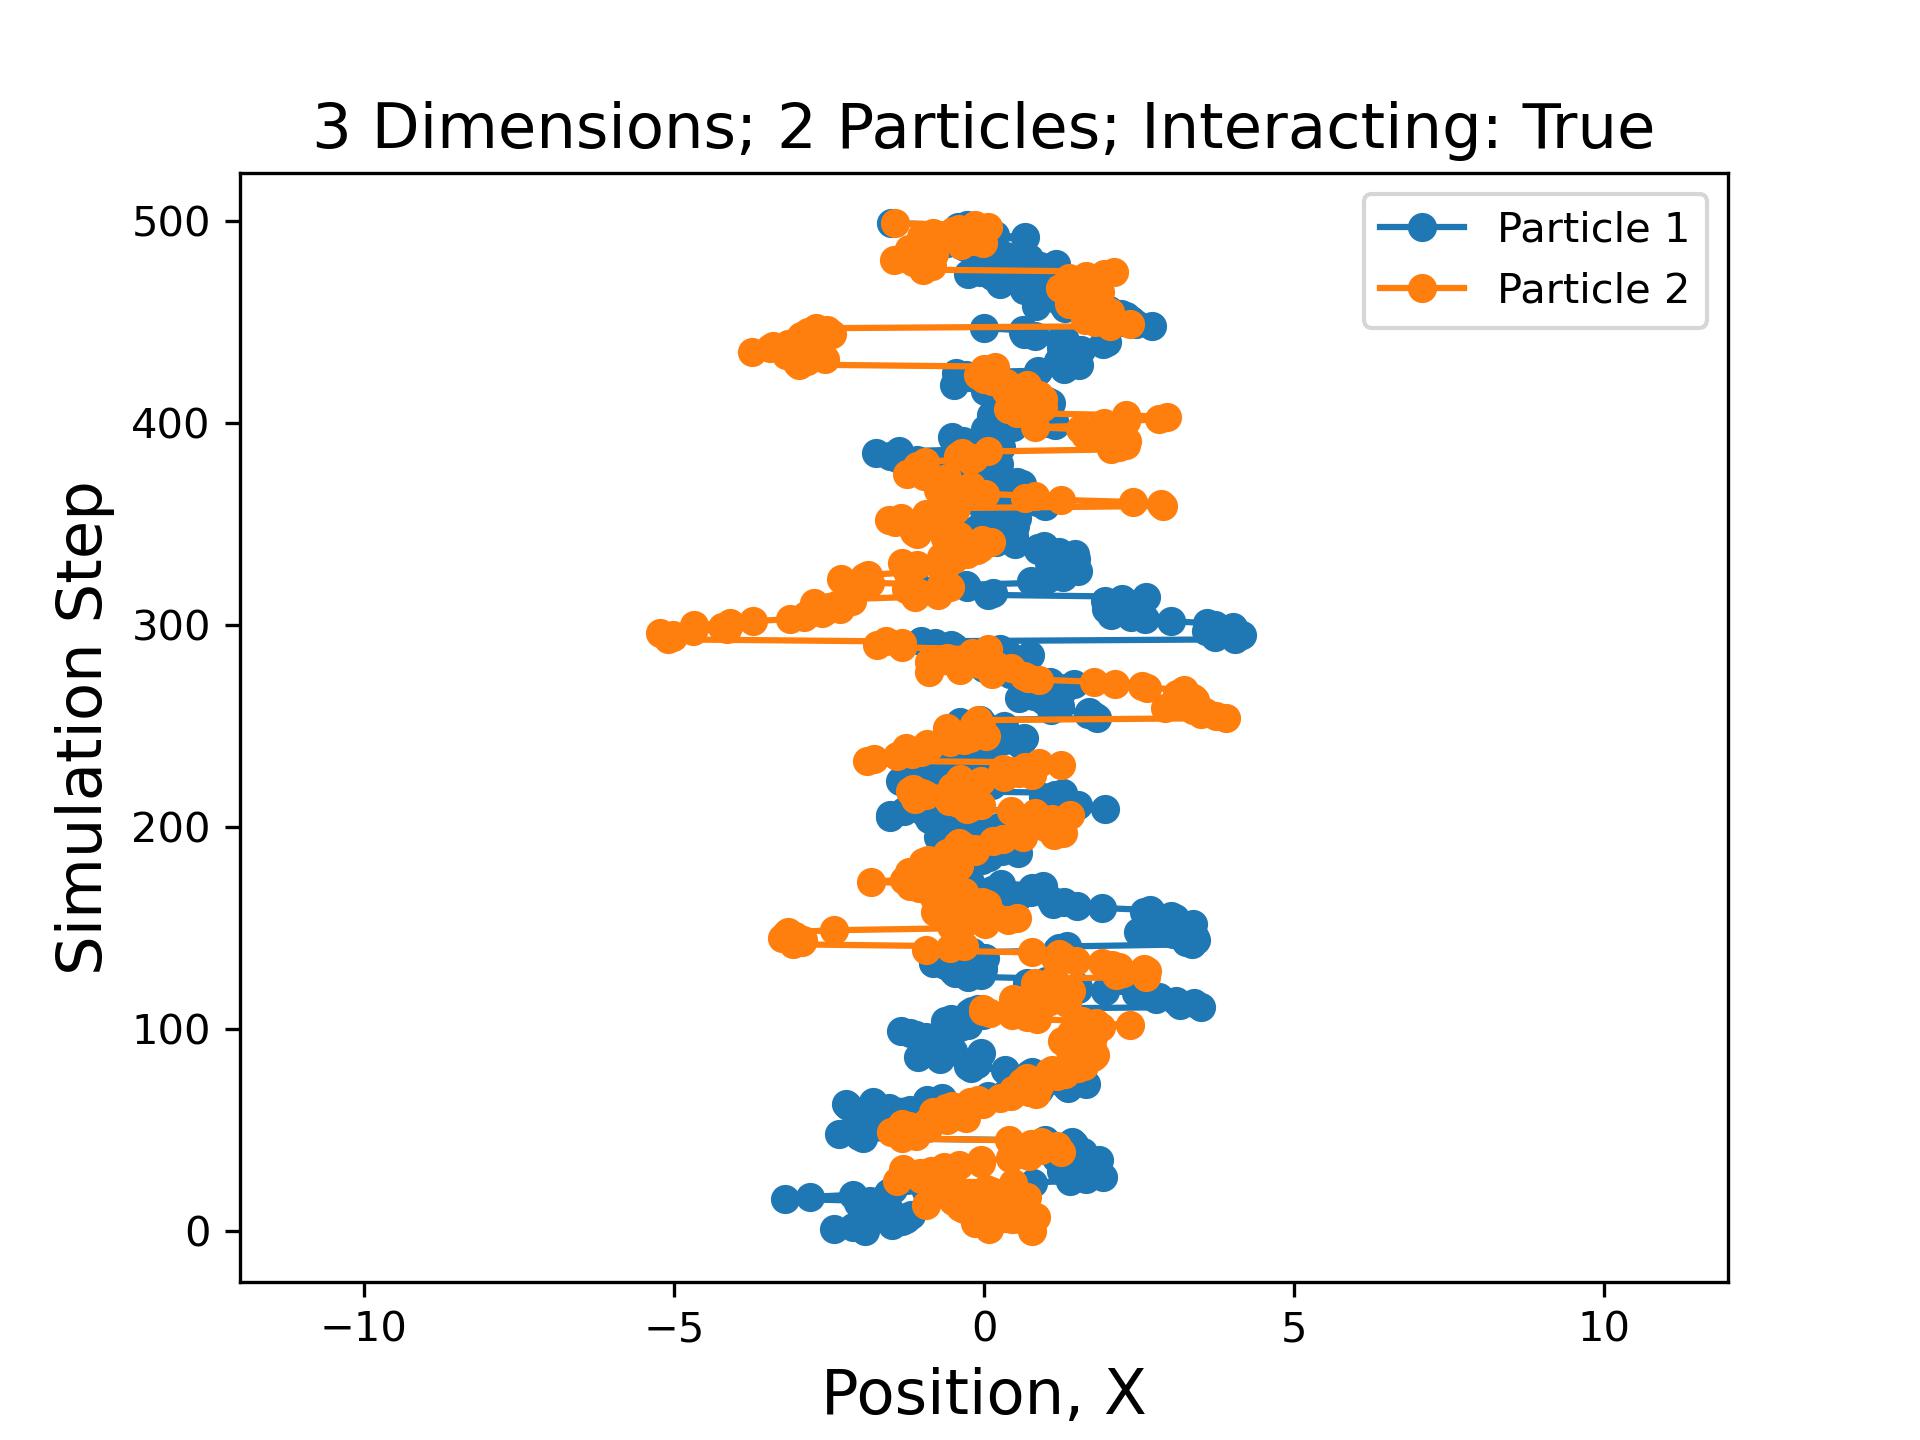 3 Dimensions; 2 Particles; Interacting: True
Particle 1
Particle 2
Simulation Step
500
400
300
200
100
0
−10
−5
0
5
10
Position, X